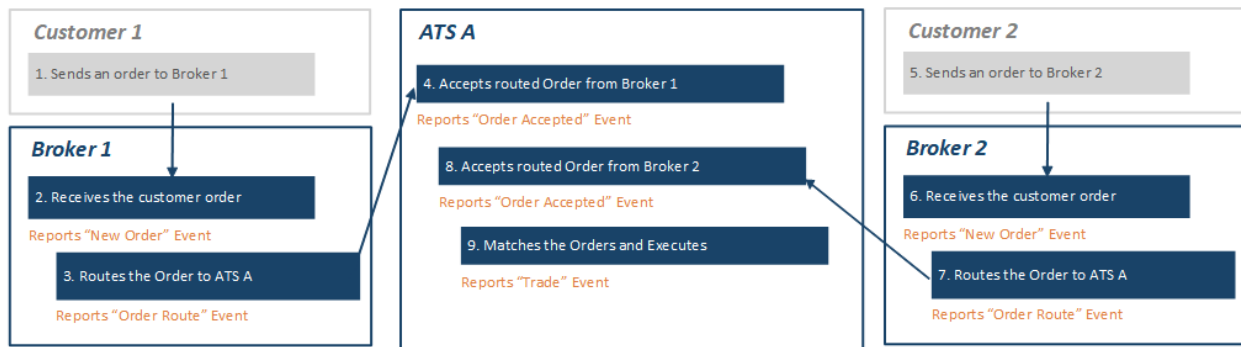 Customer 1
1. Sends an order to Broker 1
Broker 1
2. Receives the customer order
Reports “New Order” Event
3. Routes the Order to ATS A
Reports “Order Route” Event
ATS A
4. Accepts routed Order from Broker 1
Reports “Order Accepted” Event
8. Accepts routed Order from Broker 2
Reports “Order Accepted” Event
9. Matches the Orders and Executes
Reports “Trade” Event
Customer 2
5. Sends an order to Broker 2
Broker 2
6. Receives the customer order
Reports “New Order” Event
7. Routes the Order to ATS A
Reports “Order Route” Event